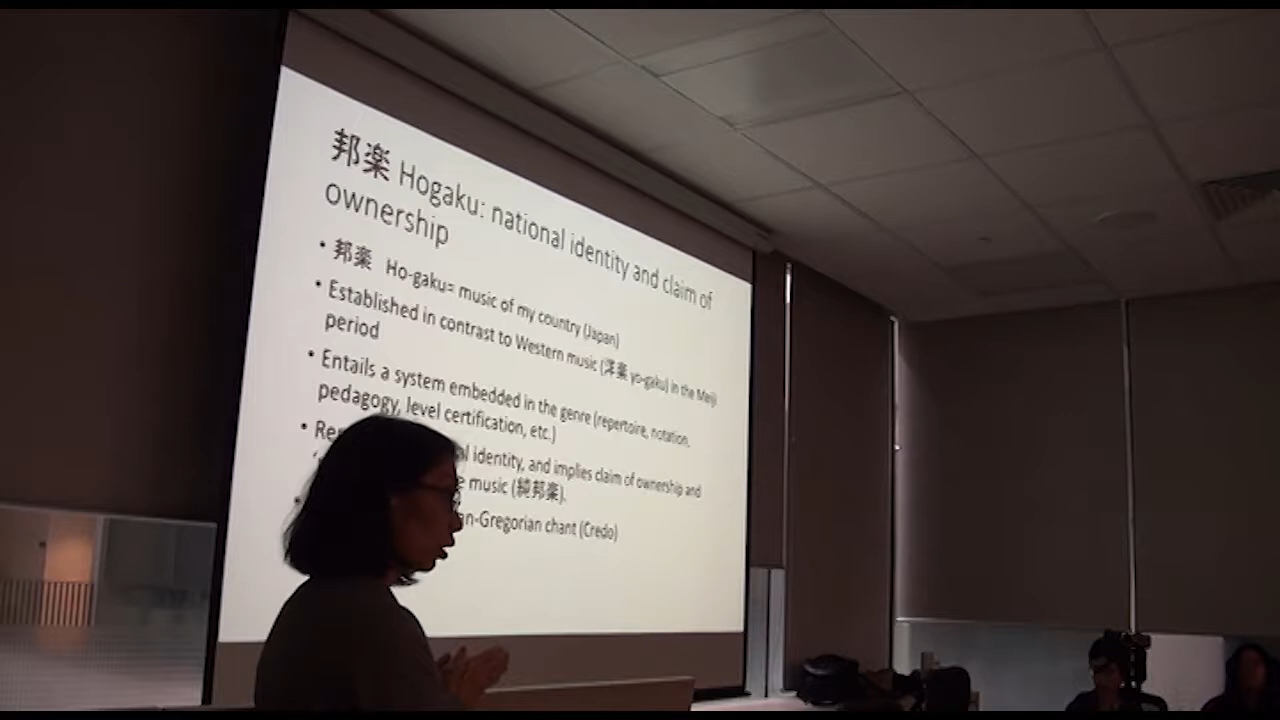 邦楽 Hogaku: national identity and claim of
ownership
• 邦楽 Ho-gaku= music of my country (Japan)
• Established in contrast to Western music (洋楽 yo-gaku) in the Meiji
period
• Entails a system embedded in the genre (repertoire, notation,
pedagogy, level certification, etc.)
• identity, and implies claim of ownership and
music (純邦楽).
• Gregorian chant (Credo)